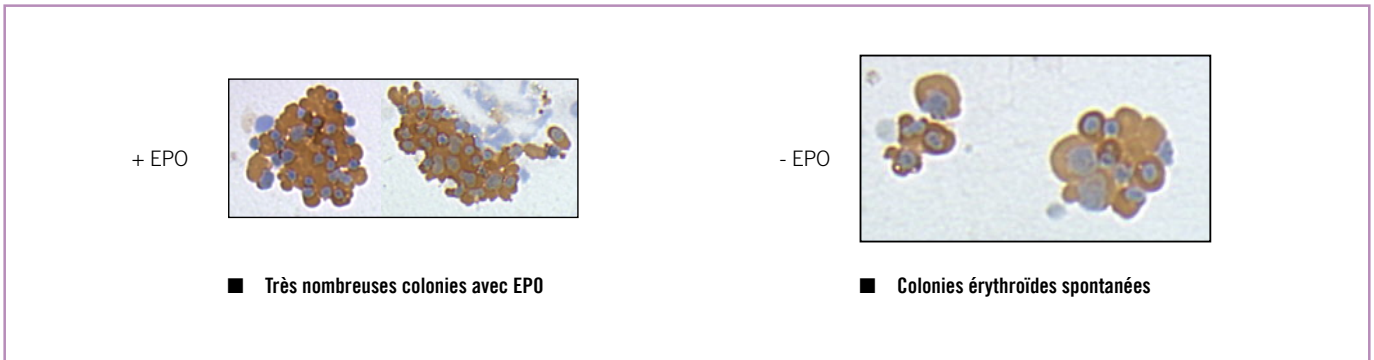 + EPO
- EPO
■ Très nombreuses colonies avec EPO
■ Colonies érythroïdes spontanées